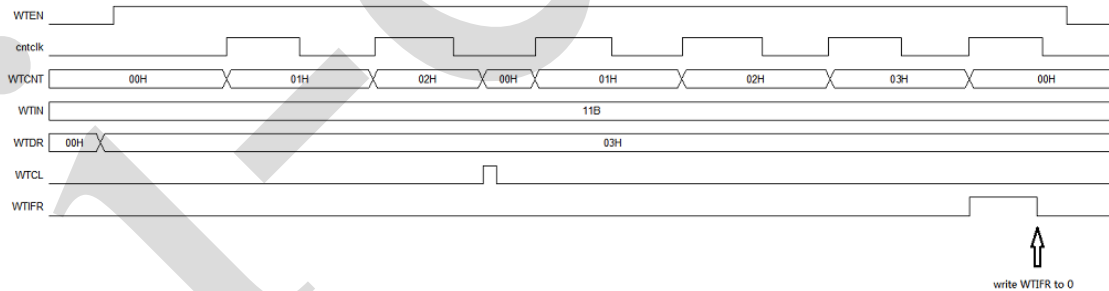 WTEN
cntclk
WTCNT 00H 01H 02H 00H 01H 02H 03H 00H
WTIN 11B
WTDR 00H 03H
WTCL
WTIFR
write WTIFR to 0